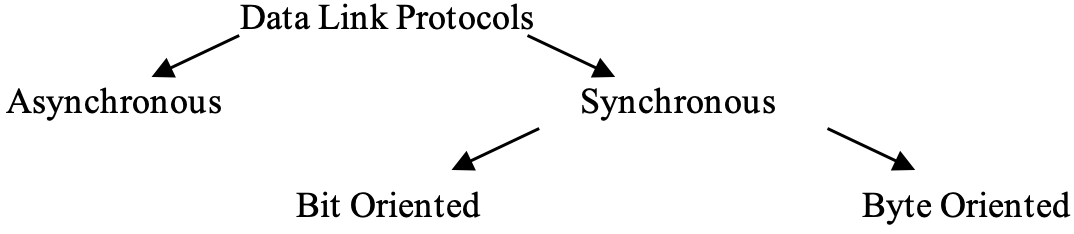 Data Link Protocols
Asynchronous
Synchronous
Bit Oriented
Byte Oriented